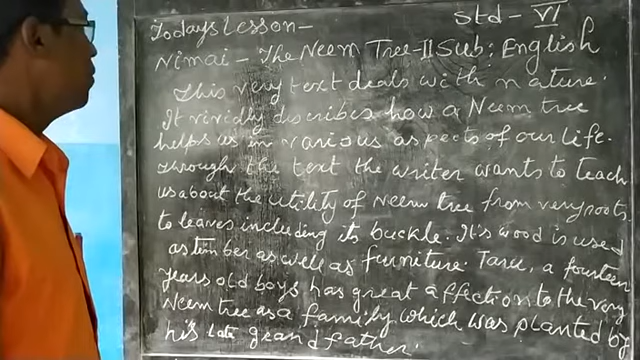 Todays Lesson-
Std - VI
Nimai - The Neem Tree-II Sub: English
This very text deals with nature.
It vividly describes how a Neem tree
helps us in various aspects of our life.
Through the text the writer wants to teach
us about the utility of neem tree from very roots
to leaves including its buckle. It's wood is used
as timber as well as furniture. Taru, a fourteen
years old boys has great affection to the very
Neem tree as a family which was planted by
his late grandfather.